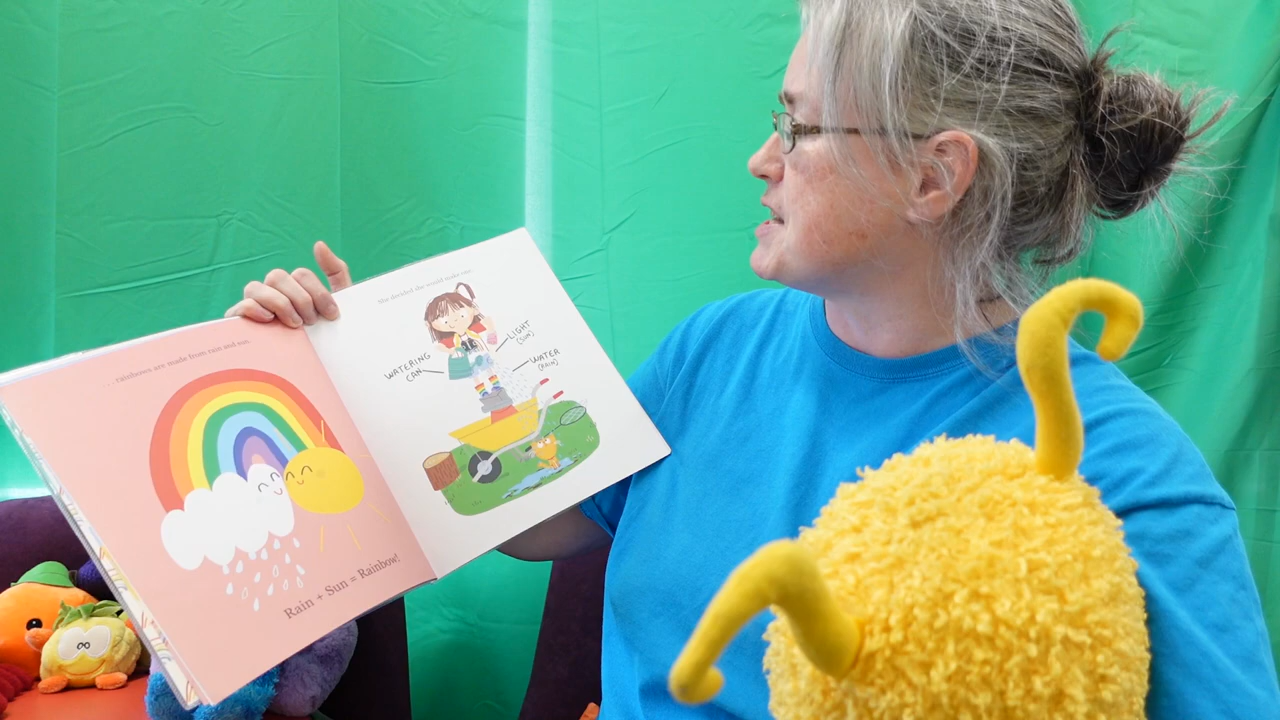 ...rainbows are made from rain and sun.
Rain + Sun = Rainbow!
She decided she would make one.
WATERING
CAN
LIGHT
(SUN)
WATER
(RAIN)